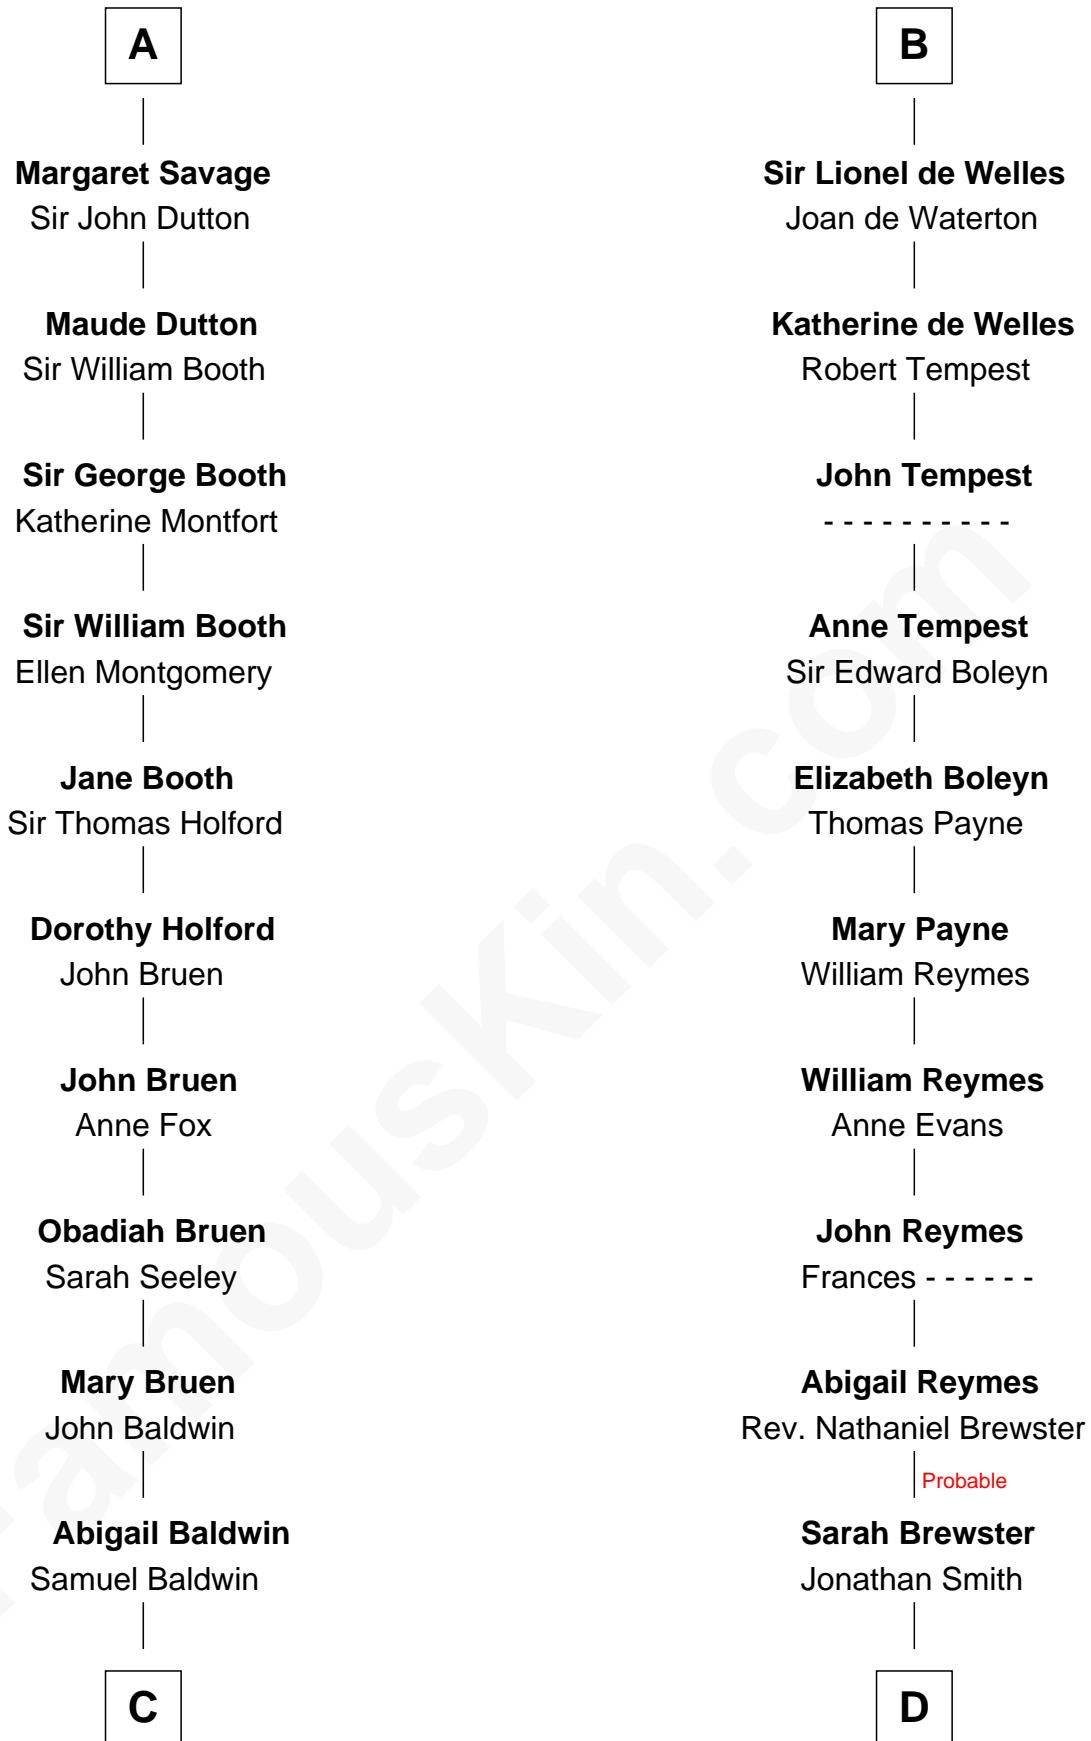 A
Margaret Savage
Sir John Dutton
Maude Dutton
Sir William Booth
Sir George Booth
Katherine Montfort
Sir William Booth
Ellen Montgomery
Jane Booth
Sir Thomas Holford
Dorothy Holford
John Bruen
John Bruen
Anne Fox
Obadiah Bruen
Sarah Seeley
Mary Bruen
John Baldwin
Abigail Baldwin
Samuel Baldwin
C
B
Sir Lionel de Welles
Joan de Waterton
Katherine de Welles
Robert Tempest
John Tempest
- - - - - - - - - -
Anne Tempest
Sir Edward Boleyn
Elizabeth Boleyn
Thomas Payne
Mary Payne
William Reymes
William Reymes
Anne Evans
John Reymes
Frances - - - - - -
Abigail Reymes
Rev. Nathaniel Brewster
Probable
Sarah Brewster
Jonathan Smith
D
FamousKin.com